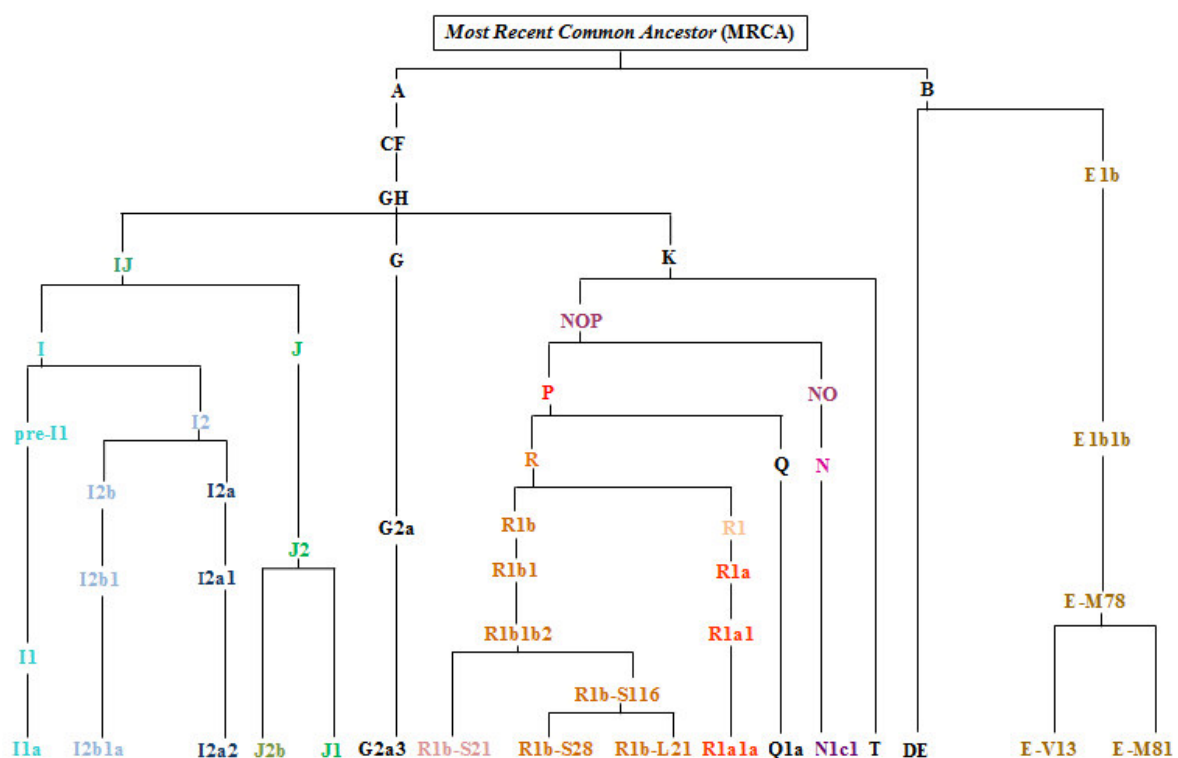 Most Recent Common Ancestor (MRCA)
A B
CF
E1b
GH
IJ G K
NOP
I J
P NO
I2
pre-I1 E1b1b
R Q N
I2b I2a
G2a R1b R1
J2
I2b1 I2a1 R1b1 R1a
E-M78
R1b1b2 R1a1
I1
R1b-S116
I1a I2b1a I2a2 J2b J1 G2a3 R1b-S21 R1b-S28 R1b-L21 R1a1a Q1a N1c1 T DE E-V13 E-M81